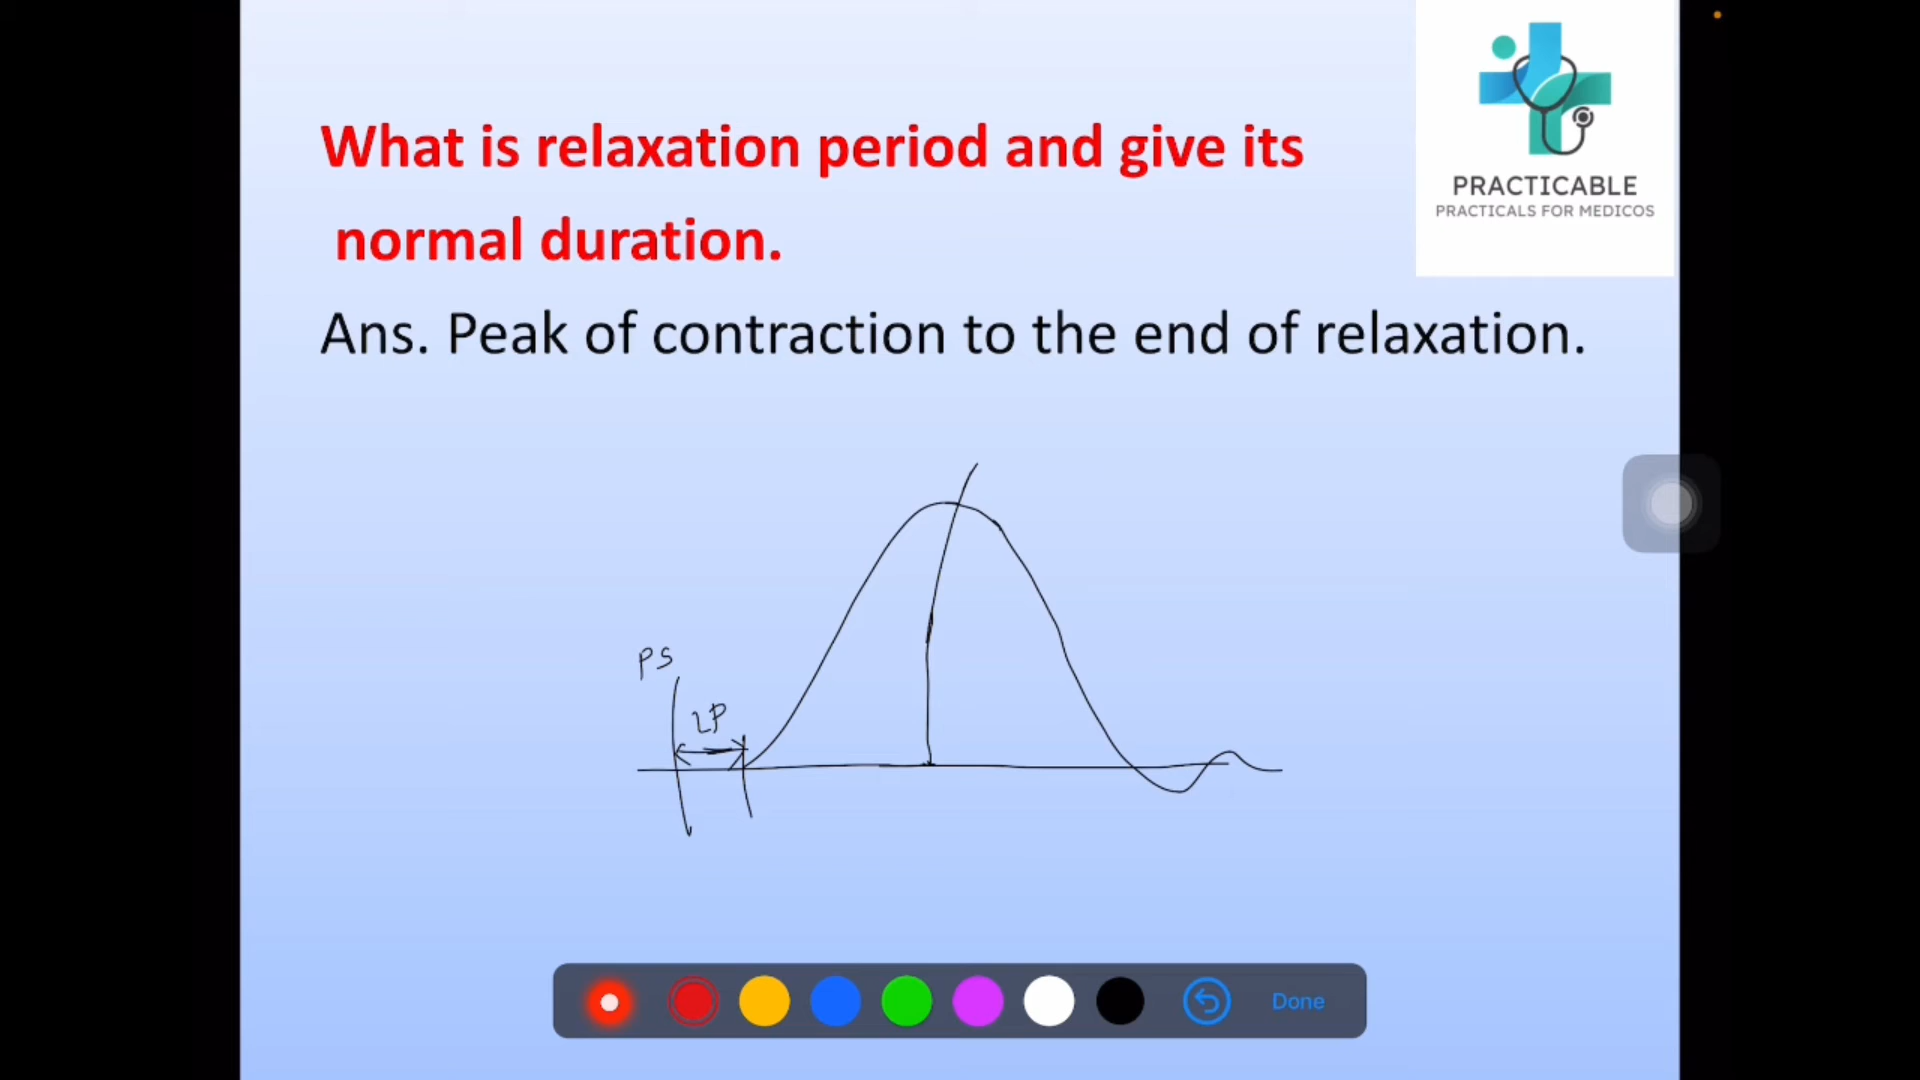 What is relaxation period and give its
normal duration.
Ans. Peak of contraction to the end of relaxation.
PRACTICABLE
PRACTICALS FOR MEDICOS
PS
LP
Done